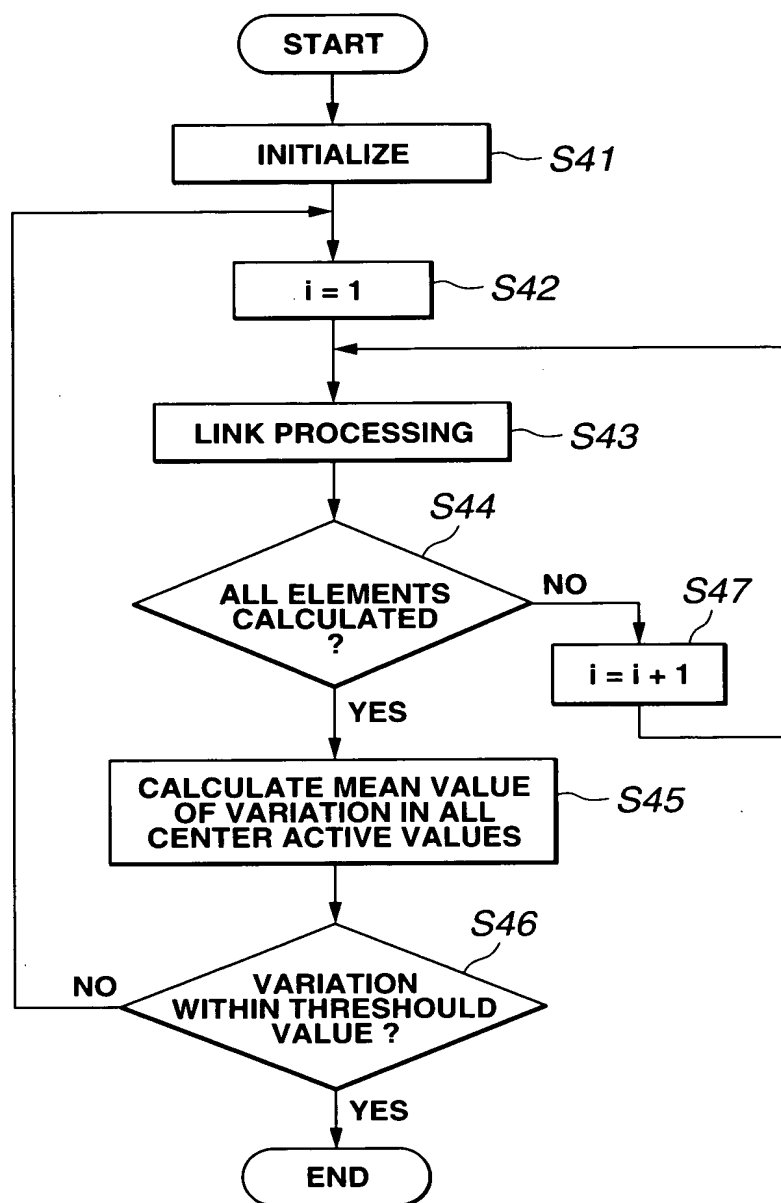 START
INITIALIZE
S41
i = 1
S42
LINK PROCESSING
S43
S44
ALL ELEMENTS
CALCULATED
?
NO
S47
i = i + 1
YES
CALCULATE MEAN VALUE
OF VARIATION IN ALL
CENTER ACTIVE VALUES
S45
S46
NO
VARIATION
WITHIN THRESHOULD
VALUE ?
YES
END